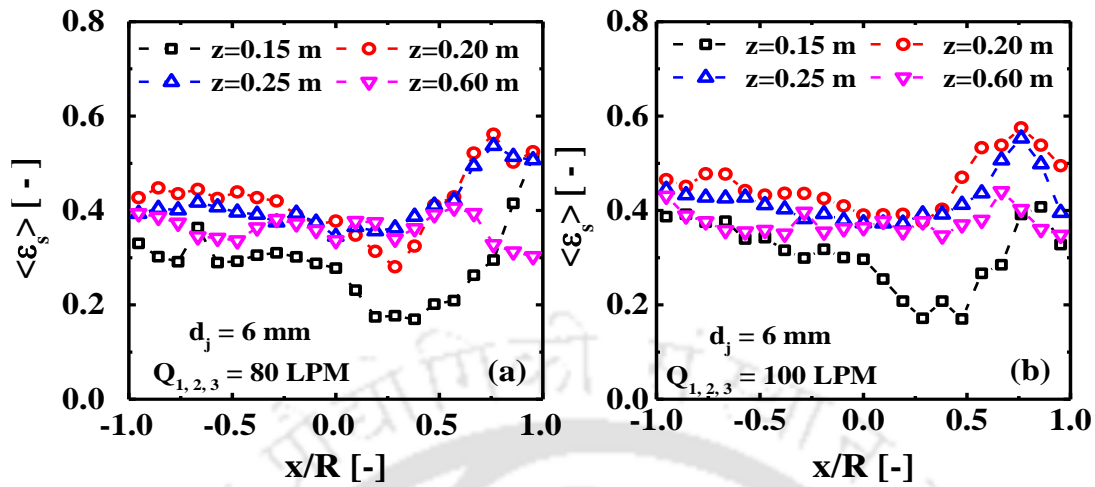 0.8
z=0.15 m z=0.20 m
z=0.25 m z=0.60 m
0.6
0.4
0.2
0.0
<ε_s> [ - ]
d_j = 6 mm
Q_1, 2, 3 = 80 LPM (a)
-1.0 -0.5 0.0 0.5 1.0
x/R [-]
0.8
z=0.15 m z=0.20 m
z=0.25 m z=0.60 m
0.6
0.4
0.2
0.0
<ε_s> [ - ]
d_j = 6 mm
Q_1, 2, 3 = 100 LPM (b)
-1.0 -0.5 0.0 0.5 1.0
x/R [-]